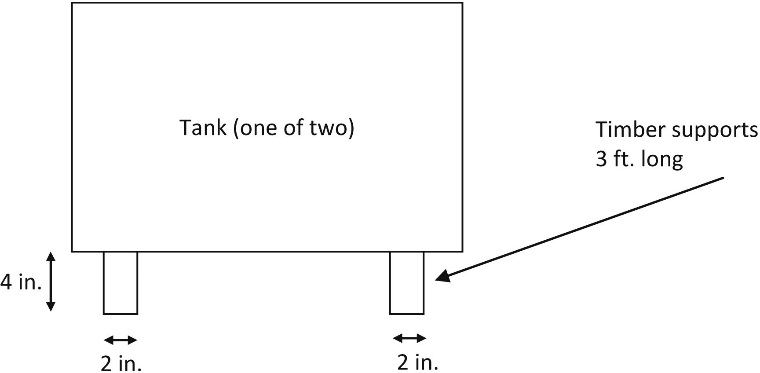 Tank (one of two)
Timber supports
3 ft. long
4 in.
2 in.
2 in.